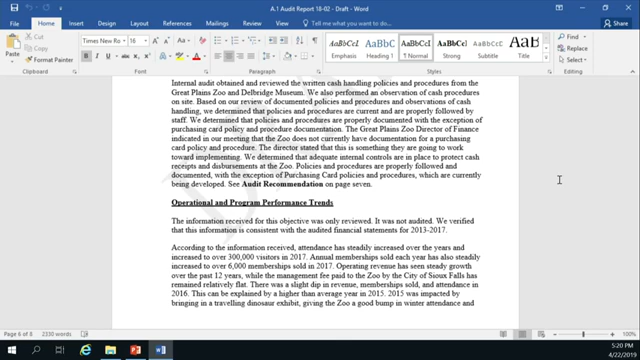 A.1 Audit Report 18-02 - Draft - Word
File Home Insert Design Layout References Mailings Review View Tell me what you want to do...
Cut
Copy
Format Painter
Paste
Times New Ro
Find
Replace
Select
Emphasis Heading 1 ¶ Normal Strong Subtitle Title
Clipboard Font Paragraph Styles Editing
Internal audit obtained and reviewed the written cash handling policies and procedures from the
Great Plains Zoo and Delbridge Museum. We also performed an observation of cash procedures
on site. Based on our review of documented policies and procedures and observations of cash
handling, we determined that policies and procedures are current and are properly followed by
staff. We determined that policies and procedures are properly documented with the exception of
purchasing card policy and procedure documentation. The Great Plains Zoo Director of Finance
indicated in our meeting that the Zoo does not currently have documentation for a purchasing
card policy and procedure. The director stated that this is something they are going to work
toward implementing. We determined that adequate internal controls are in place to protect cash
receipts and disbursements at the Zoo. Policies and procedures are properly followed and
documented, with the exception of Purchasing Card policies and procedures, which are currently
being developed. See Audit Recommendation on page seven.
Operational and Program Performance Trends
The information received for this objective was only reviewed. It was not audited. We verified
that this information is consistent with the audited financial statements for 2013-2017.
According to the information received, attendance has steadily increased over the years and
increased to over 300,000 visitors in 2017. Annual memberships sold each year has also steadily
increased to over 6,000 memberships sold in 2017. Operating revenue has seen steady growth
over the past 12 years, while the management fee paid to the Zoo by the City of Sioux Falls has
remained relatively flat. There was a slight dip in revenue, memberships sold, and attendance in
2016. This can be explained by a higher than average year in 2015. 2015 was impacted by
bringing in a travelling dinosaur exhibit, giving the Zoo a good bump in winter attendance and
Page 6 of 8 2330 words
100%
5:20 PM
4/22/2019